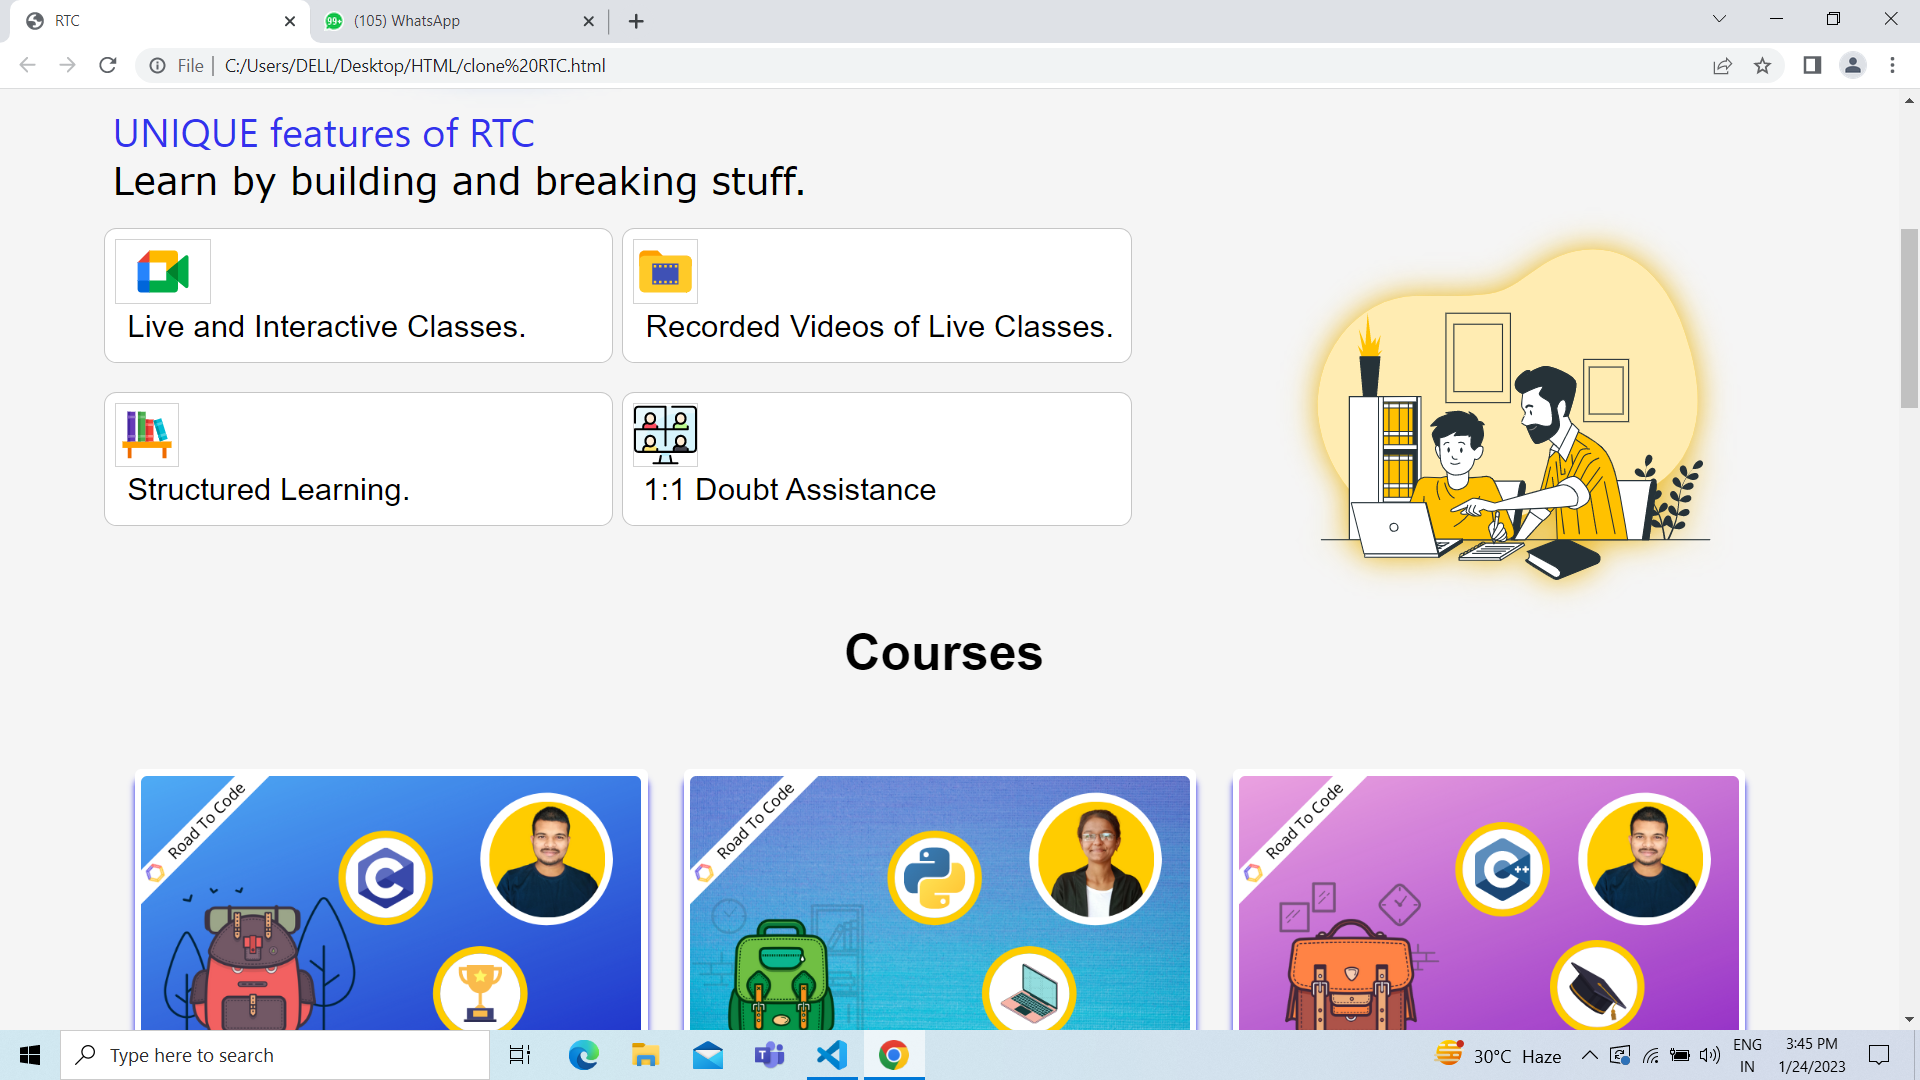 RTC
99+
(105) WhatsApp
File
C:/Users/DELL/Desktop/HTML/clone%20RTC.html
UNIQUE features of RTC
Learn by building and breaking stuff.
Live and Interactive Classes.
Recorded Videos of Live Classes.
Structured Learning.
1:1 Doubt Assistance
Courses
Road To Code
C
Road To Code
Road To Code
C++
Type here to search
30°C Haze
ENG
IN
3:45 PM
1/24/2023